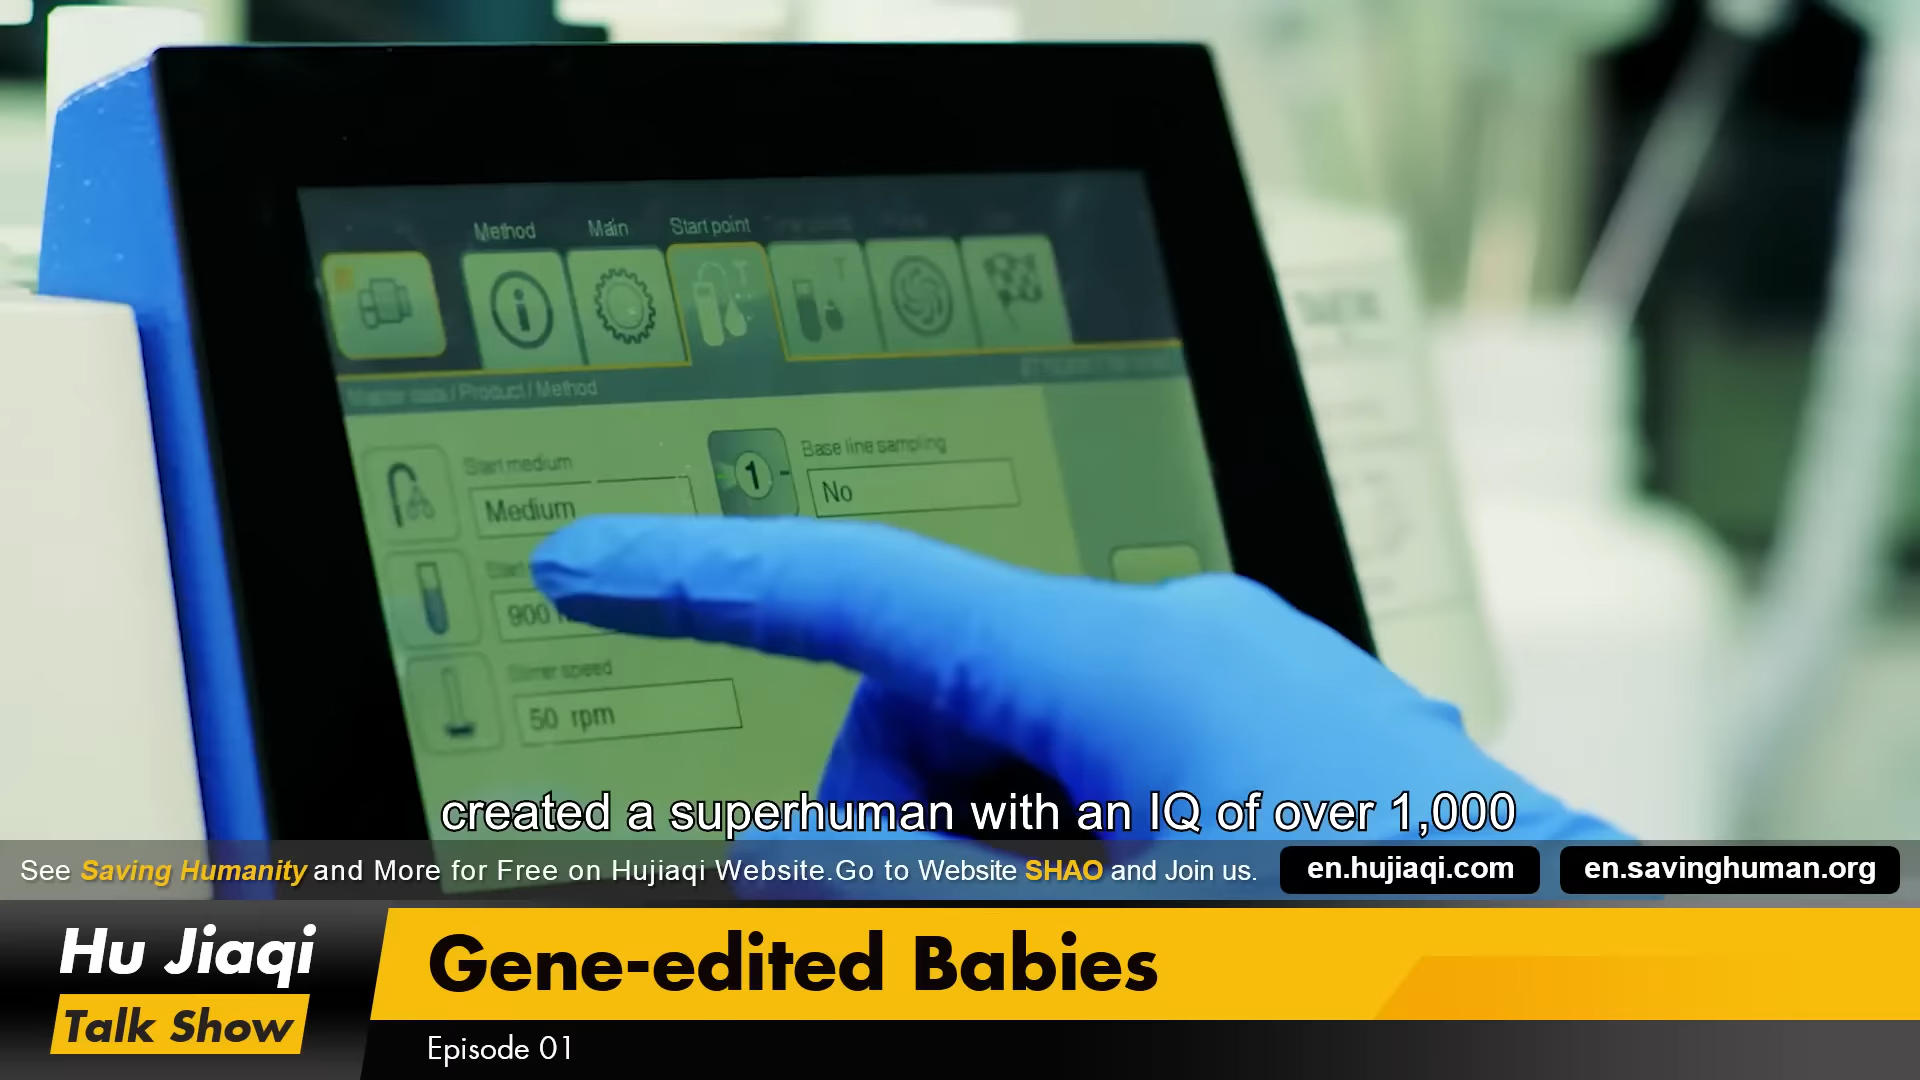 Method Main Start point
Master data / Product / Method
Start medium
Medium
Base line sampling
1
No
Start
900
Stirrer speed
50 rpm
created a superhuman with an IQ of over 1,000
See Saving Humanity and More for Free on Hujiaqi Website.Go to Website SHAO and Join us.
en.hujiaqi.com
en.savinghuman.org
Hu Jiaqi
Talk Show
Gene-edited Babies
Episode 01